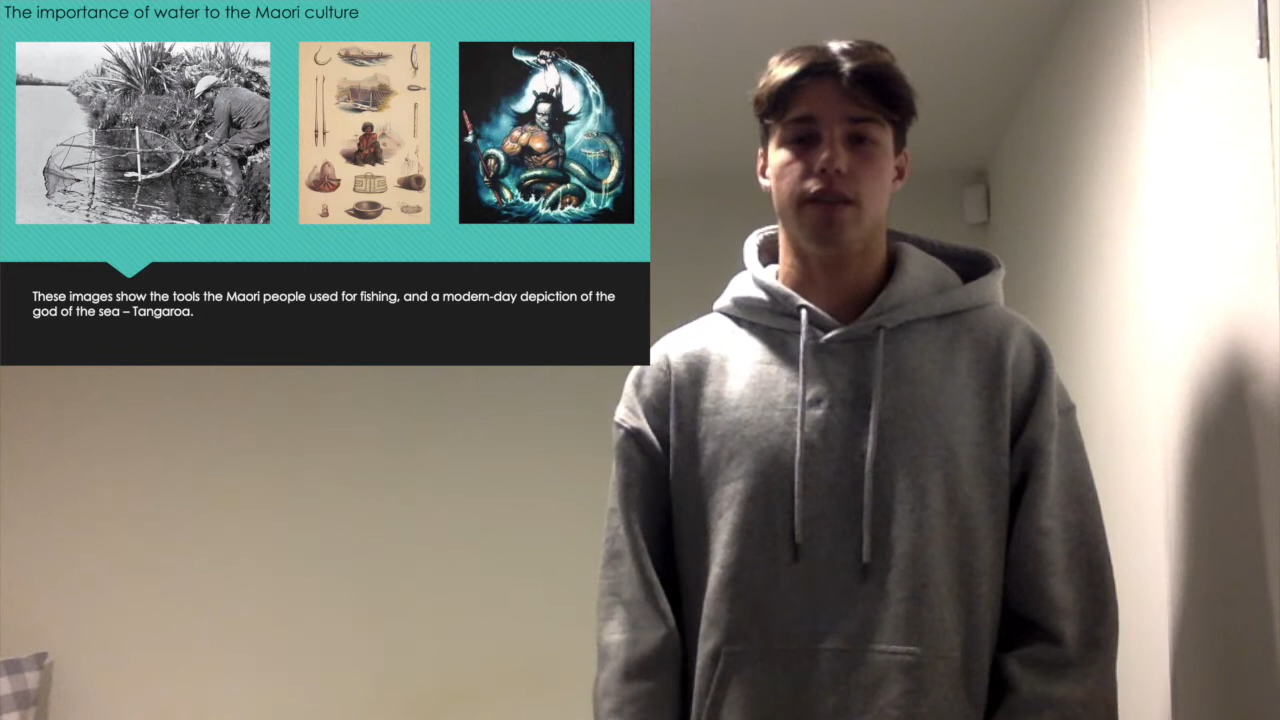 The importance of water to the Maori culture
These images show the tools the Maori people used for fishing, and a modern-day depiction of the
god of the sea – Tangaroa.